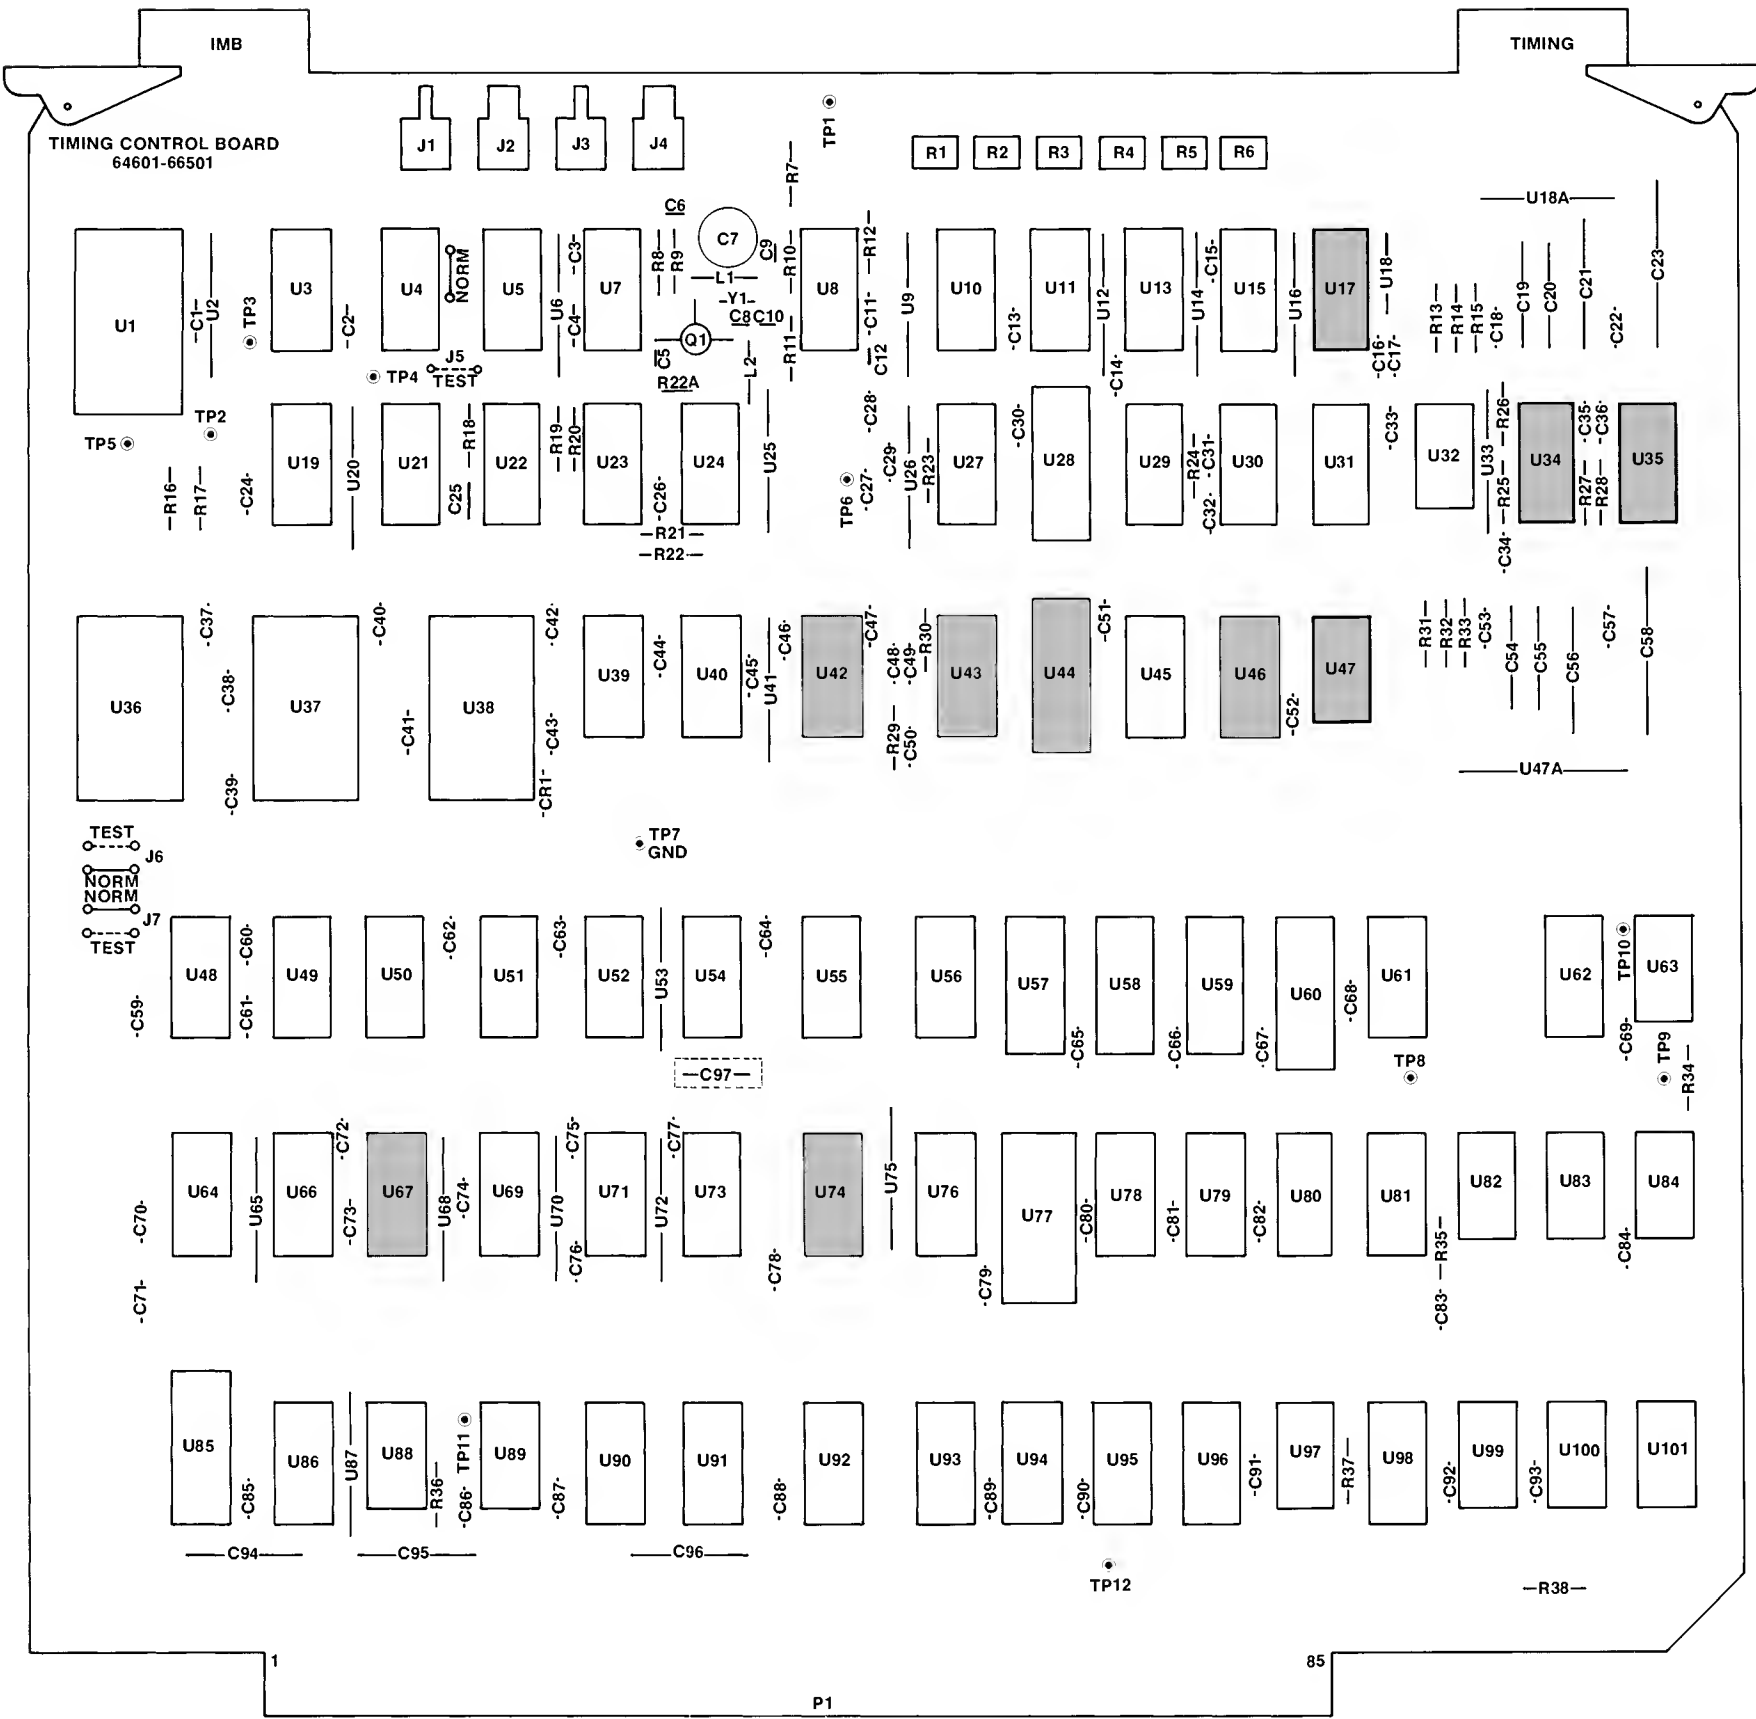 IMB
TIMING
TIMING CONTROL BOARD
64601-66501
J1
J2
J3
J4
TP1
R1
R2
R3
R4
R5
R6
R7
C6
C7
C9
R8
R9
R10
L1
Y1
C8
C10
R11
Q1
C5
L2
R22A
U1
C1
U2
TP3
U3
C2
U4
NORM
U5
U6
C3
C4
U7
U8
R12
C11
C12
U9
U10
C13
U11
U12
C14
U13
U14
C15
U15
U16
U17
U18
C16
C17
R13
R14
R15
C18
U18A
C19
C20
C21
C22
C23
TP4
J5
TEST
TP5
TP2
R16
R17
C24
U19
U20
U21
R18
C25
U22
R19
R20
U23
C26
U24
R21
R22
U25
TP6
C28
C27
C29
U26
R23
U27
C30
U28
U29
R24
C31
C32
U30
U31
C33
U32
U33
R26
R25
C34
U34
C35
C36
R27
R28
U35
U36
C37
C38
C39
U37
C40
C41
U38
C42
C43
CR1
U39
C44
U40
C45
U41
C46
U42
C47
C48
C49
R30
R29
C50
U43
U44
C51
U45
U46
C52
U47
R31
R32
R33
C53
C54
C55
C56
C57
C58
U47A
TP7
GND
TEST
J6
NORM
NORM
J7
TEST
C59
U48
C60
C61
U49
U50
C62
U51
C63
U52
U53
U54
C64
U55
U56
U57
C65
U58
C66
U59
C67
U60
C68
U61
U62
TP10
U63
C69
TP9
R34
TP8
C97
C70
C71
U64
U65
U66
C72
C73
U67
U68
C74
U69
U70
C75
C76
U71
U72
C77
U73
C78
U74
U75
U76
C79
U77
C80
U78
C81
U79
C82
U80
U81
R35
C83
U82
U83
C84
U84
U85
C85
U86
U87
U88
R36
TP11
C86
U89
C87
U90
U91
C88
U92
U93
C89
U94
C90
U95
U96
C91
U97
R37
U98
C92
U99
C93
U100
U101
C94
C95
C96
TP12
R38
1
85
P1